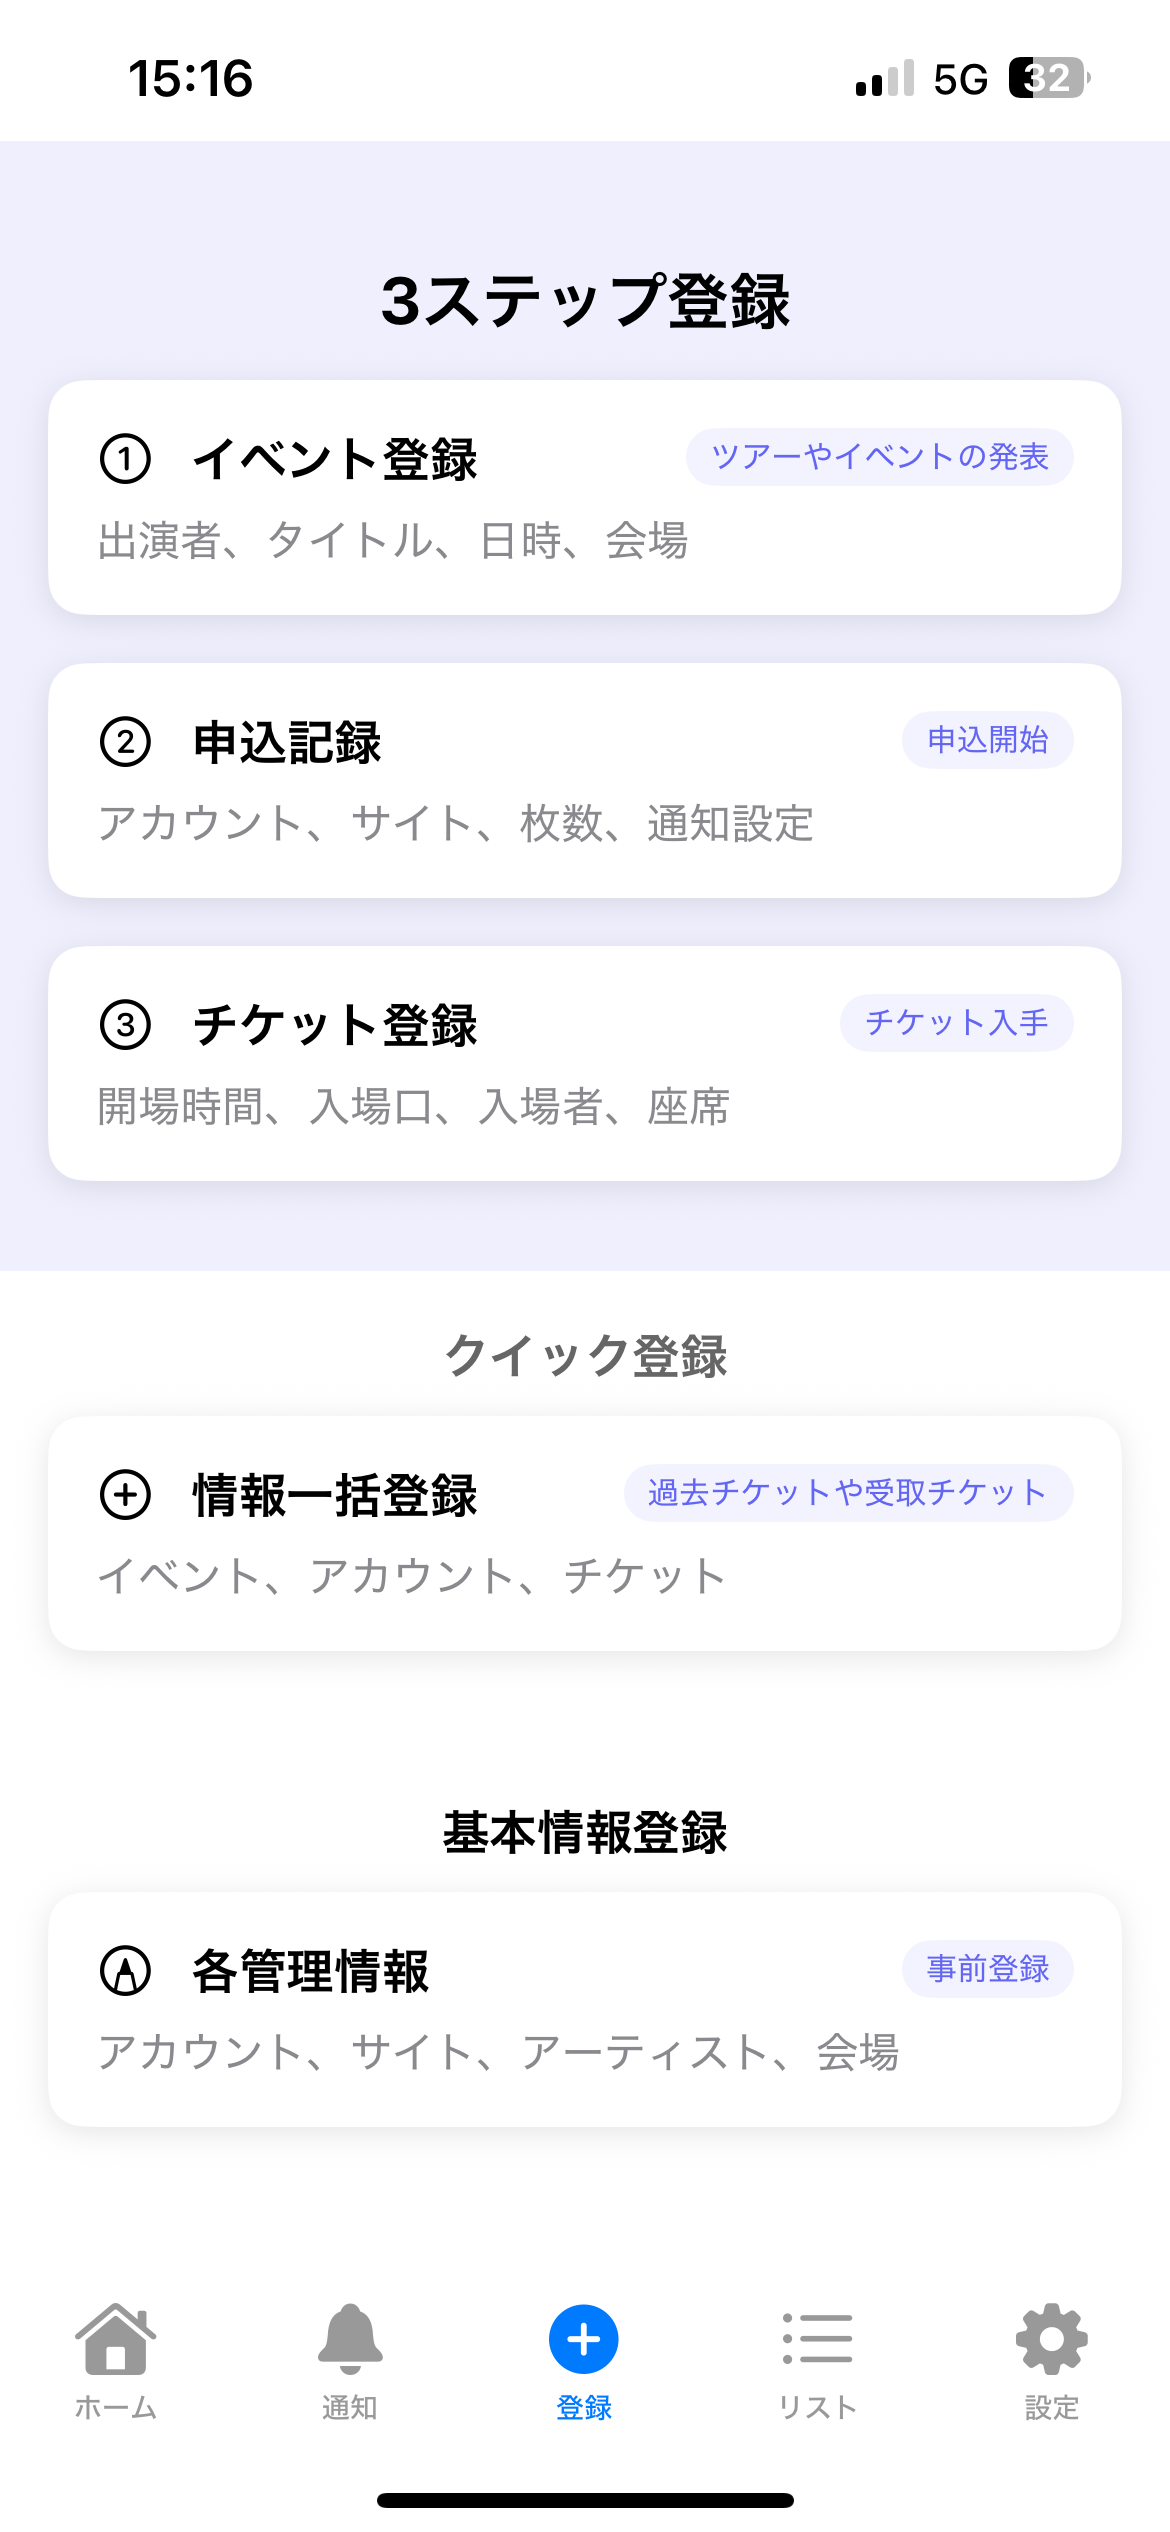 15:16
5G 32
3ステップ登録
① イベント登録 ツアーやイベントの発表
出演者、タイトル、日時、会場
② 申込記録 申込開始
アカウント、サイト、枚数、通知設定
③ チケット登録 チケット入手
開場時間、入場口、入場者、座席
クイック登録
情報一括登録 過去チケットや受取チケット
イベント、アカウント、チケット
基本情報登録
各管理情報 事前登録
アカウント、サイト、アーティスト、会場
ホーム 通知 登録 リスト 設定